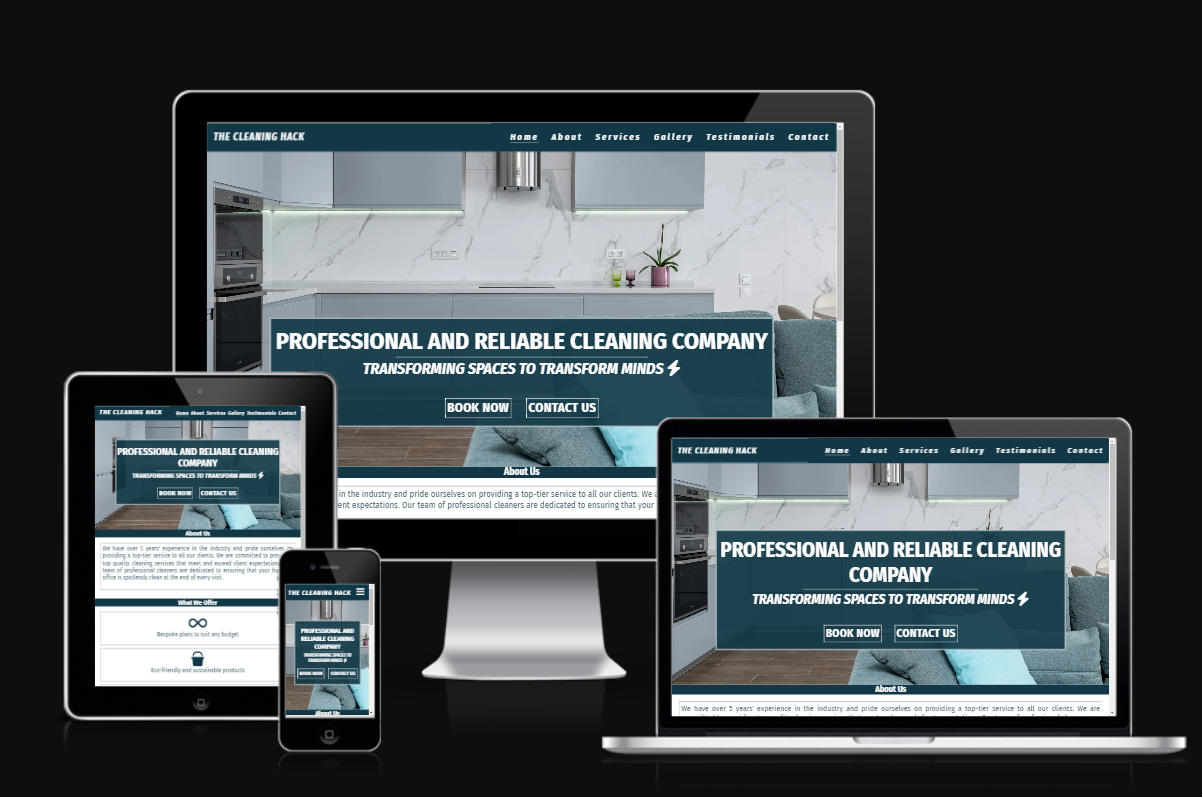 THE CLEANING HACK
Home About Services Gallery Testimonials Contact
PROFESSIONAL AND RELIABLE CLEANING COMPANY
TRANSFORMING SPACES TO TRANSFORM MINDS
BOOK NOW CONTACT US
About Us
in the industry and pride ourselves on providing a top-tier service to all our clients. We a
ent expectations. Our team of professional cleaners are dedicated to ensuring that your
THE CLEANING HACK
Home About Services Gallery Testimonials Contact
PROFESSIONAL AND RELIABLE CLEANING
COMPANY
TRANSFORMING SPACES TO TRANSFORM MINDS
BOOK NOW CONTACT US
About Us
We have over 5 years' experience in the industry and pride ourselves on
providing a top-tier service to all our clients. We are committed to prov
top quality cleaning services that meet and exceed client expectation
team of professional cleaners are dedicated to ensuring that your ho
office is spotlessly clean at the end of every visit.
What We Offer
Bespoke plans to suit any budget
Eco-friendly and sustainable products
THE CLEANING HACK
PROFESSIONAL AND
RELIABLE CLEANING
COMPANY
TRANSFORMING SPACES TO
TRANSFORM MINDS
BOOK NOW CONTACT US
About Us
THE CLEANING HACK
Home About Services Gallery Testimonials Contact
PROFESSIONAL AND RELIABLE CLEANING
COMPANY
TRANSFORMING SPACES TO TRANSFORM MINDS
BOOK NOW CONTACT US
About Us
We have over 5 years' experience in the industry and pride ourselves on providing a top-tier service to all our clients. We are